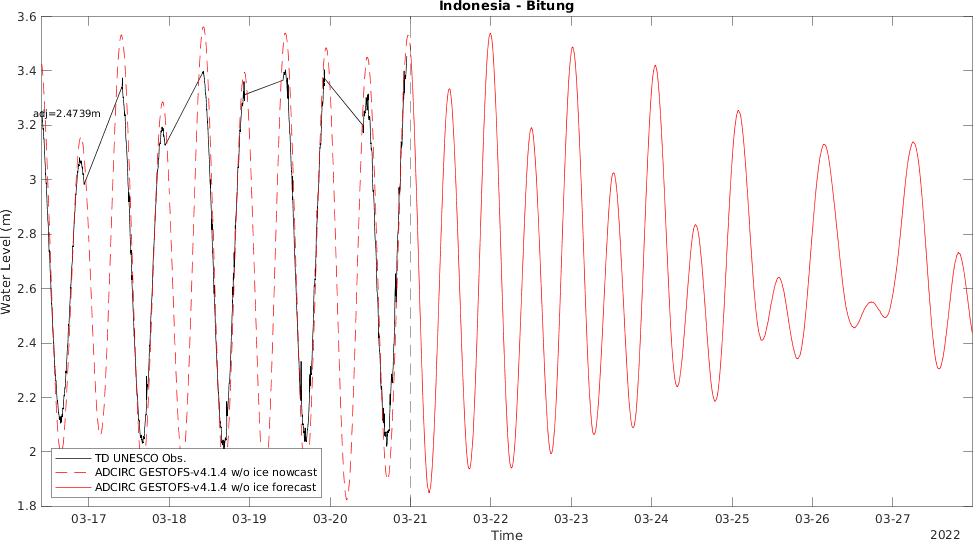 Indonesia - Bitung
Water Level (m)
3.6
3.4
3.2
3
2.8
2.6
2.4
2.2
2
1.8
adj=2.4739m
TD UNESCO Obs.
ADCIRC GESTOFS-v4.1.4 w/o ice nowcast
ADCIRC GESTOFS-v4.1.4 w/o ice forecast
03-17 03-18 03-19 03-20 03-21 03-22 03-23 03-24 03-25 03-26 03-27
Time
2022